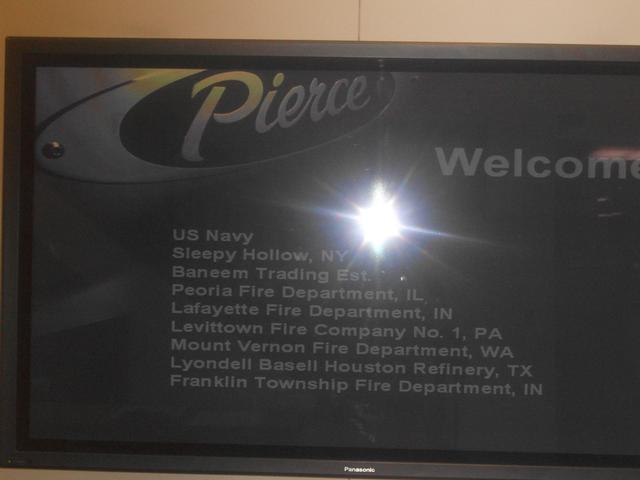 Pierce
Welcome
US Navy
Sleepy Hollow, NY
Baneem Trading Est.
Peoria Fire Department, IL
Lafayette Fire Department, IN
Levittown Fire Company No. 1, PA
Mount Vernon Fire Department, WA
Lyondell Basell Houston Refinery, TX
Franklin Township Fire Department, IN
Panasonic